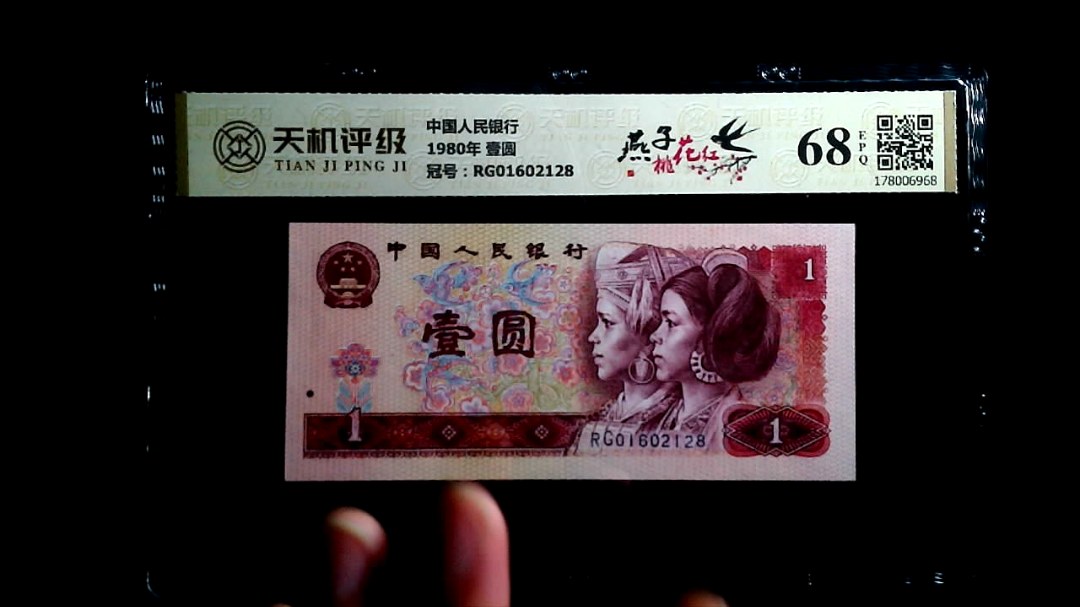 天机评级
TIAN JI PING JI
中国人民银行
1980年 壹圆
冠号：RG01602128
燕子
桃花红
68
EPQ
178006968
中国人民银行
1
壹圆
1
RG01602128
1